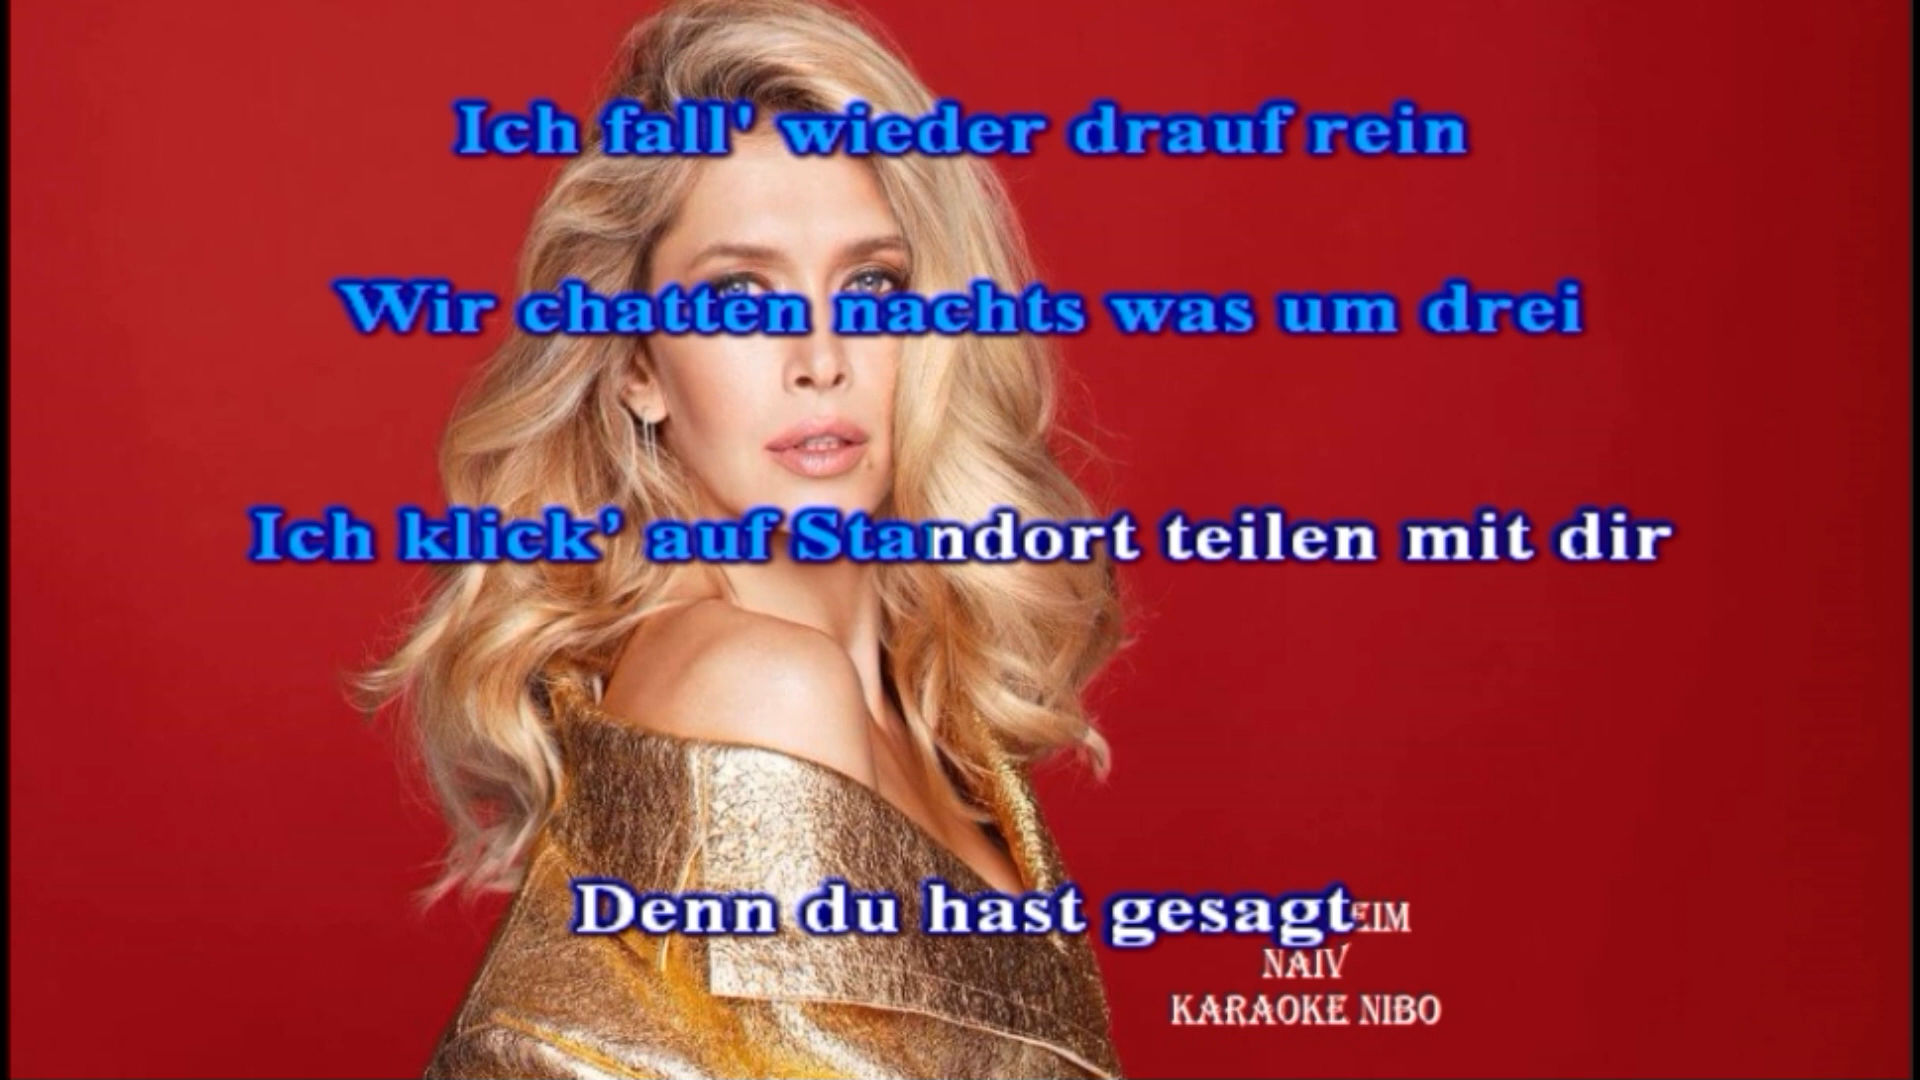 Ich fall' wieder drauf rein
Wir chatten nachts was um drei
Ich klick' auf Standort teilen mit dir
Denn du hast gesagt
NAIV
KARAOKE NIBO